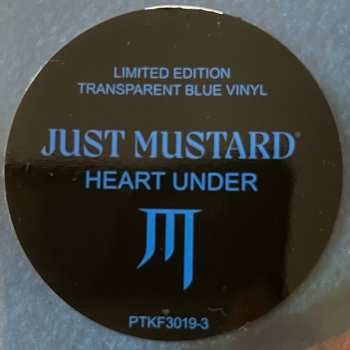 LIMITED EDITION
TRANSPARENT BLUE VINYL
JUST MUSTARD®
HEART UNDER
PTKF3019-3